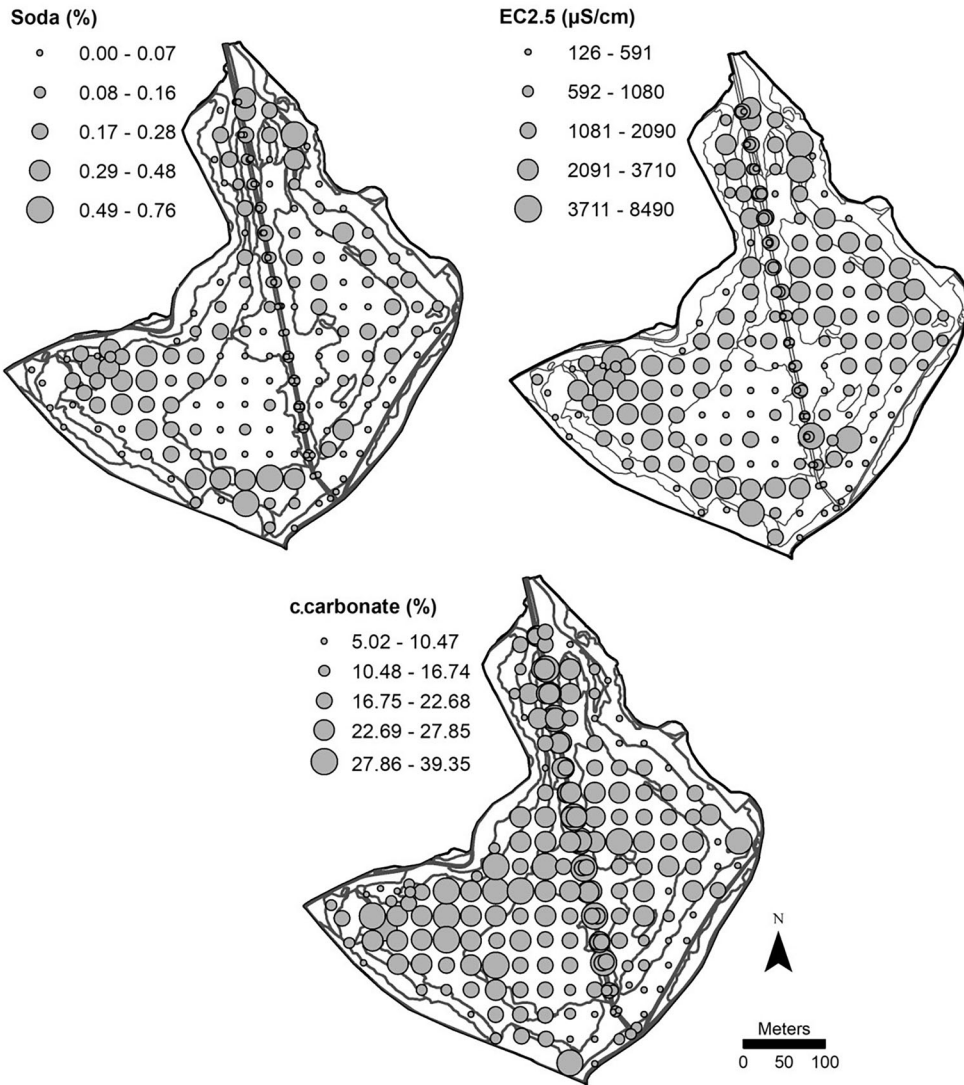 Soda (%)
0.00 - 0.07
0.08 - 0.16
0.17 - 0.28
0.29 - 0.48
0.49 - 0.76
EC2.5 (µS/cm)
126 - 591
592 - 1080
1081 - 2090
2091 - 3710
3711 - 8490
c.carbonate (%)
5.02 - 10.47
10.48 - 16.74
16.75 - 22.68
22.69 - 27.85
27.86 - 39.35
N
Meters
0 50 100